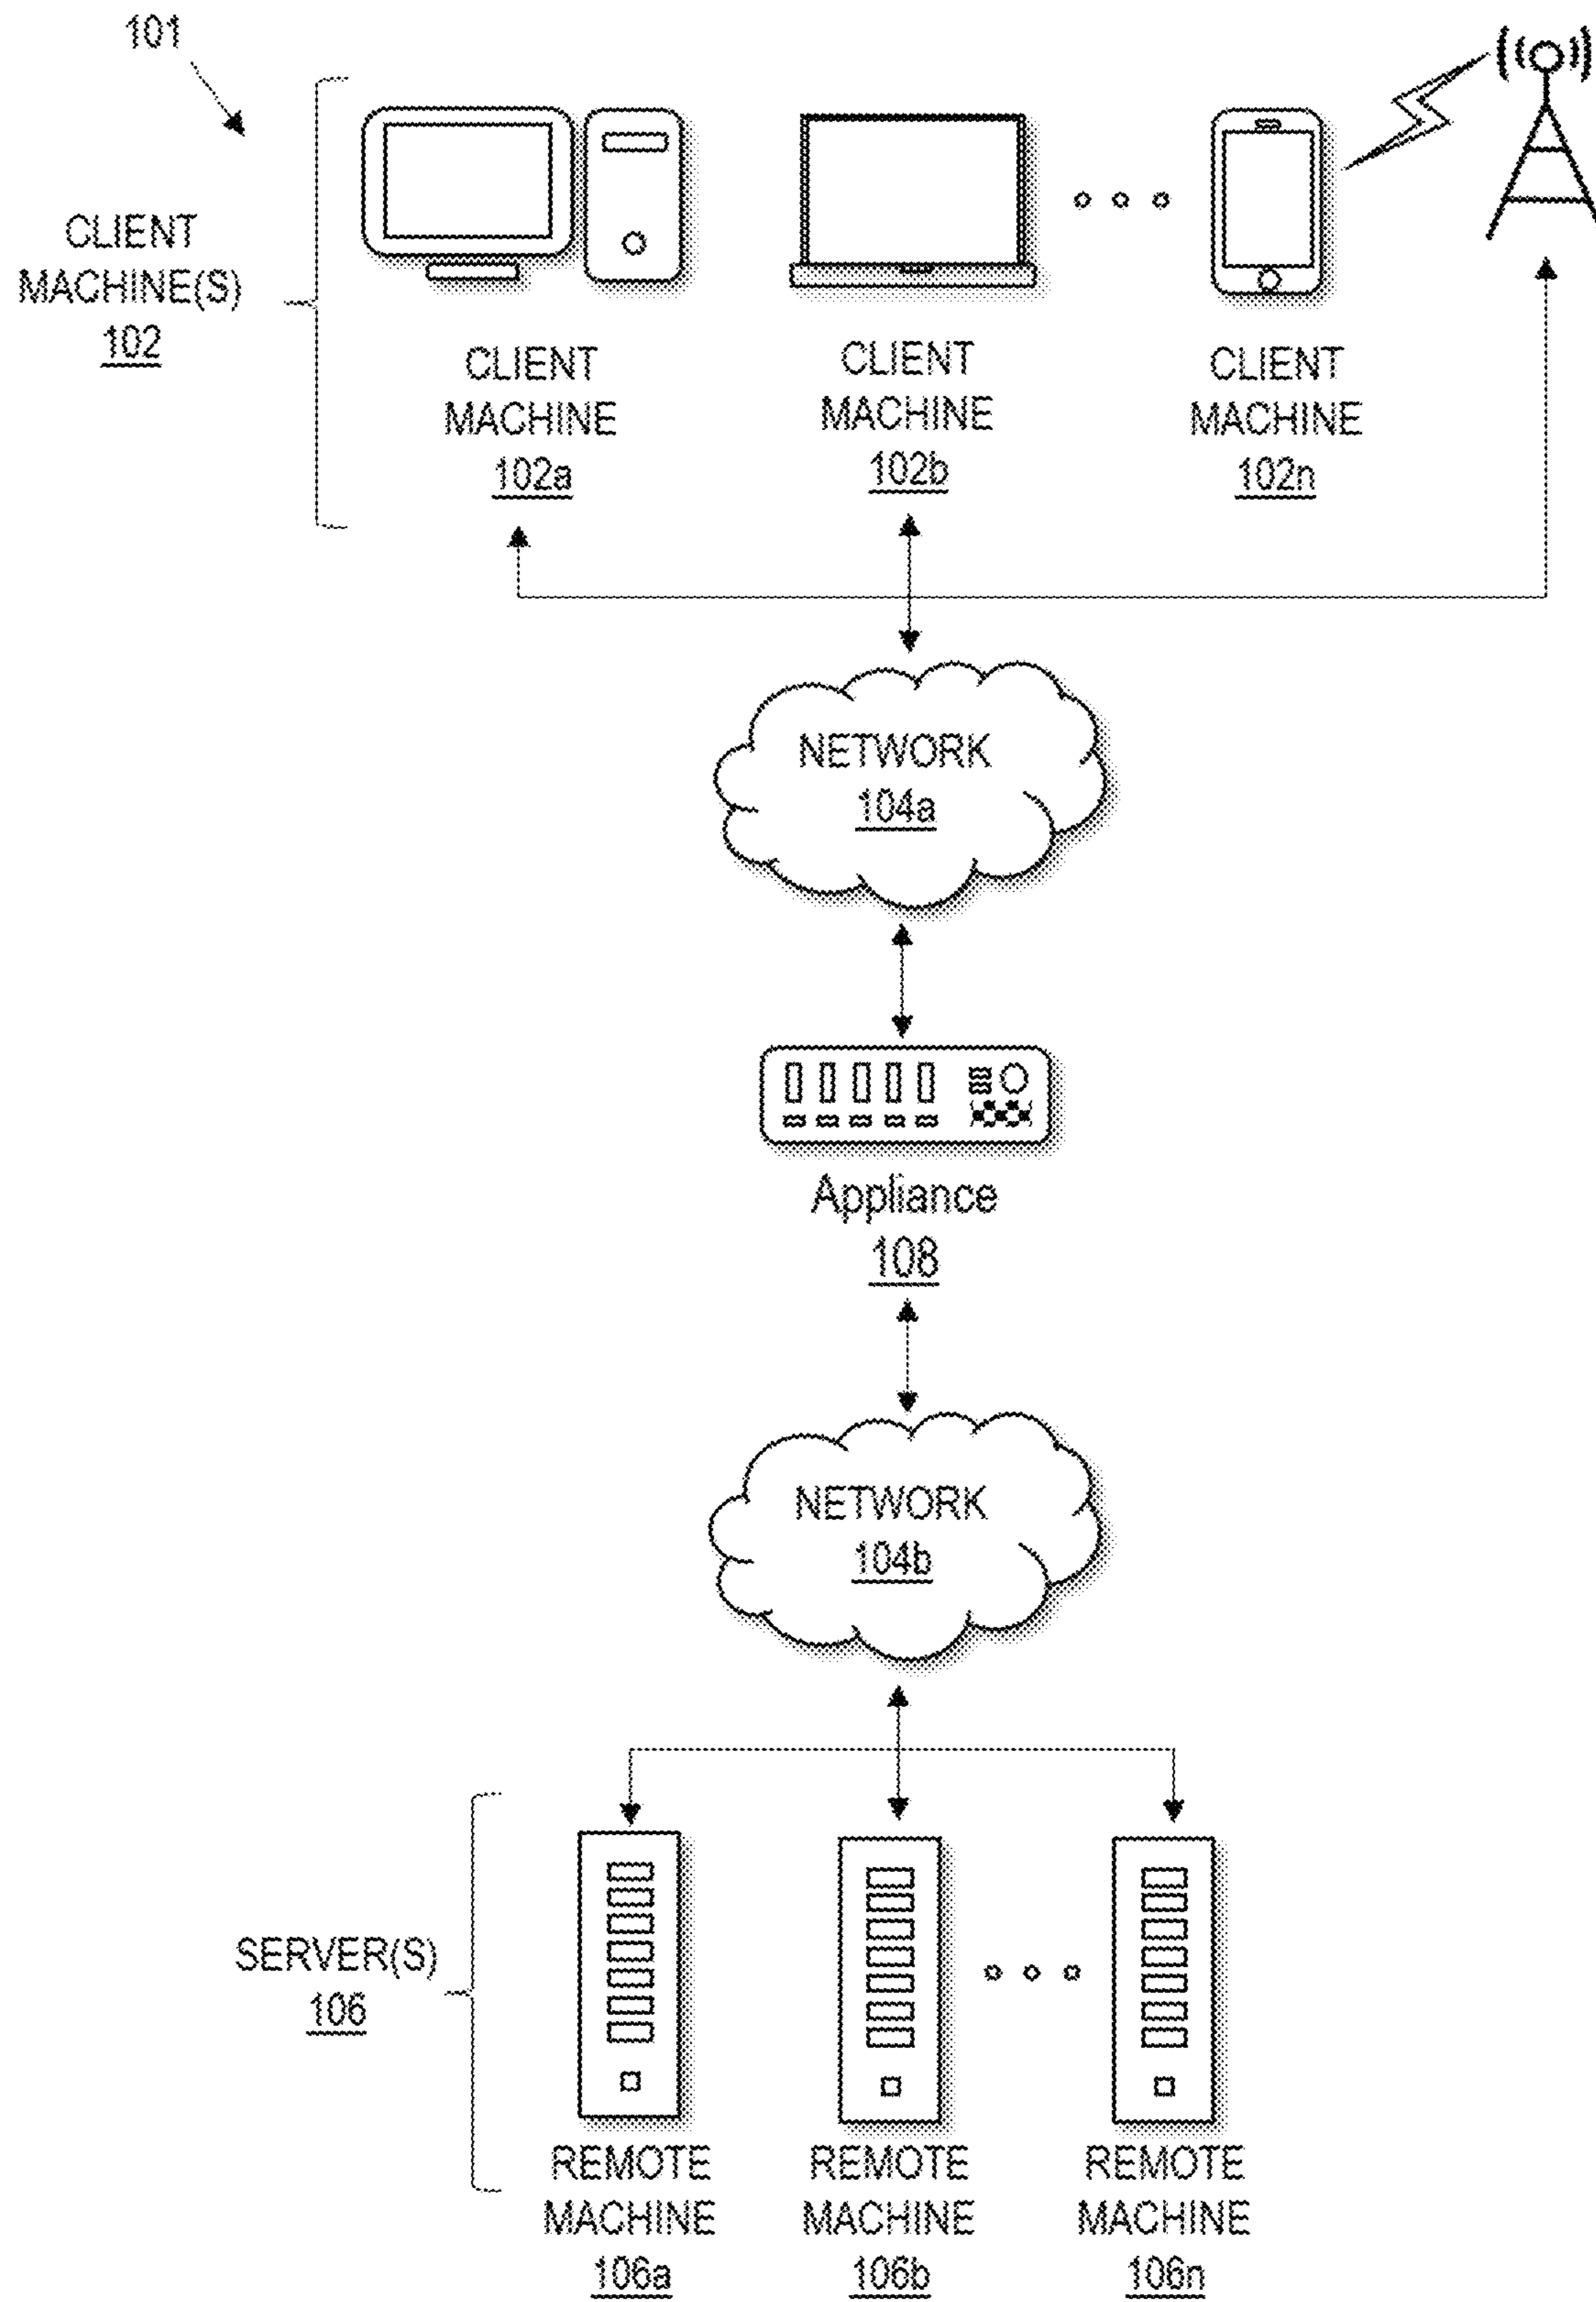 101
CLIENT
MACHINE(S)
102
CLIENT
MACHINE
102a
CLIENT
MACHINE
102b
CLIENT
MACHINE
102n
NETWORK
104a
Appliance
108
NETWORK
104b
SERVER(S)
106
REMOTE
MACHINE
106a
REMOTE
MACHINE
106b
REMOTE
MACHINE
106n